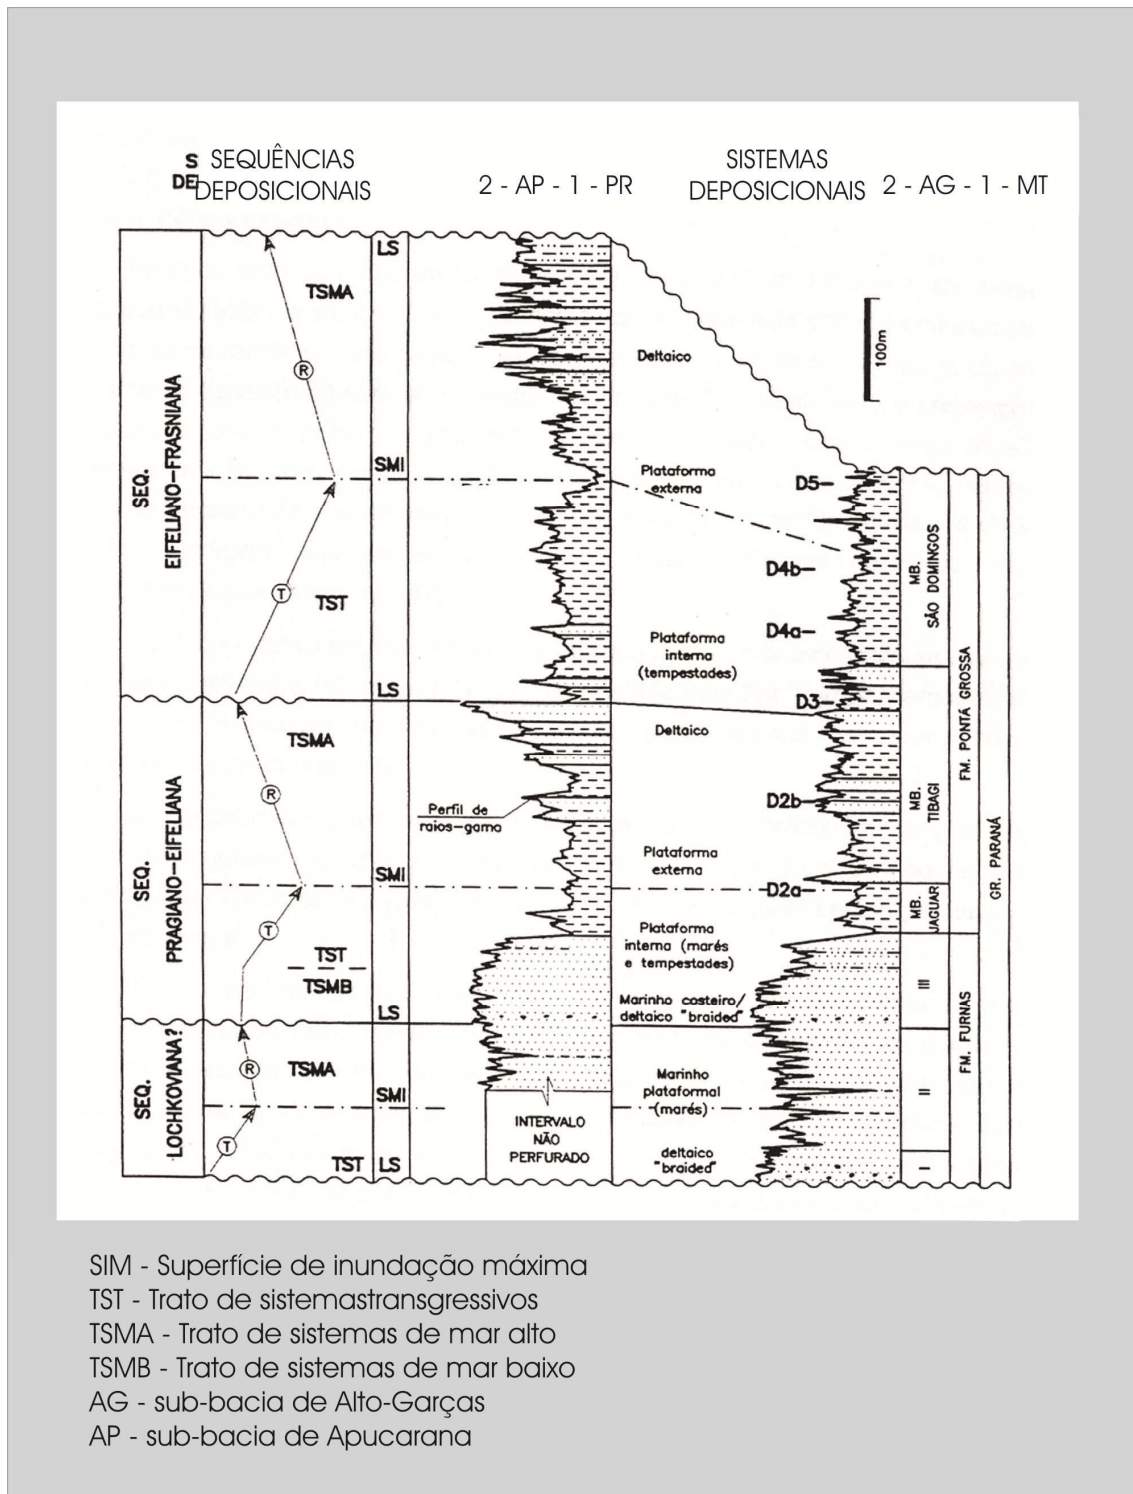 S SEQUÊNCIAS
DE DEPOSICIONAIS
2 - AP - 1 - PR
SISTEMAS
DEPOSICIONAIS
2 - AG - 1 - MT
SEQ.
EIFELIANO-FRASNIANA
LS
TSMA
R
SMI
T
TST
LS
SEQ.
PRAGIANO-EIFELIANA
TSMA
R
SMI
T
TST
TSMB
LS
SEQ.
LOCHKOVIANA?
R
TSMA
SMI
T
TST
LS
Perfil de
raios-gama
INTERVALO
NÃO
PERFURADO
Deltaico
Plataforma
externa
Plataforma
interna
(tempestades)
Deltaico
Plataforma
externa
Plataforma
interna (marés
e tempestades)
Marinho costeiro/
deltaico "braided"
Marinho
plataformal
(marés)
deltaico
"braided"
100m
D5
D4b
D4a
D3
D2b
D2a
MB.
SÃO DOMINGOS
MB.
TIBAGI
MB.
JAGUAR
III
II
I
FM. PONTÁ GROSSA
FM. FURNAS
GR. PARANÁ
SIM - Superfície de inundação máxima
TST - Trato de sistemastransgressivos
TSMA - Trato de sistemas de mar alto
TSMB - Trato de sistemas de mar baixo
AG - sub-bacia de Alto-Garças
AP - sub-bacia de Apucarana